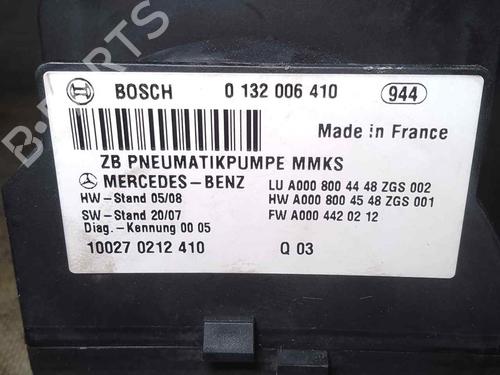 B-PARTS
BOSCH 0 132 006 410 944
Made in France
ZB PNEUMATIKPUMPE MMKS
MERCEDES-BENZ LU A000 800 44 48 ZGS 002
HW-Stand 05/08 HW A000 800 45 48 ZGS 001
SW-Stand 20/07 FW A000 442 02 12
Diag.-Kennung 00 05
10027 0212 410 Q 03